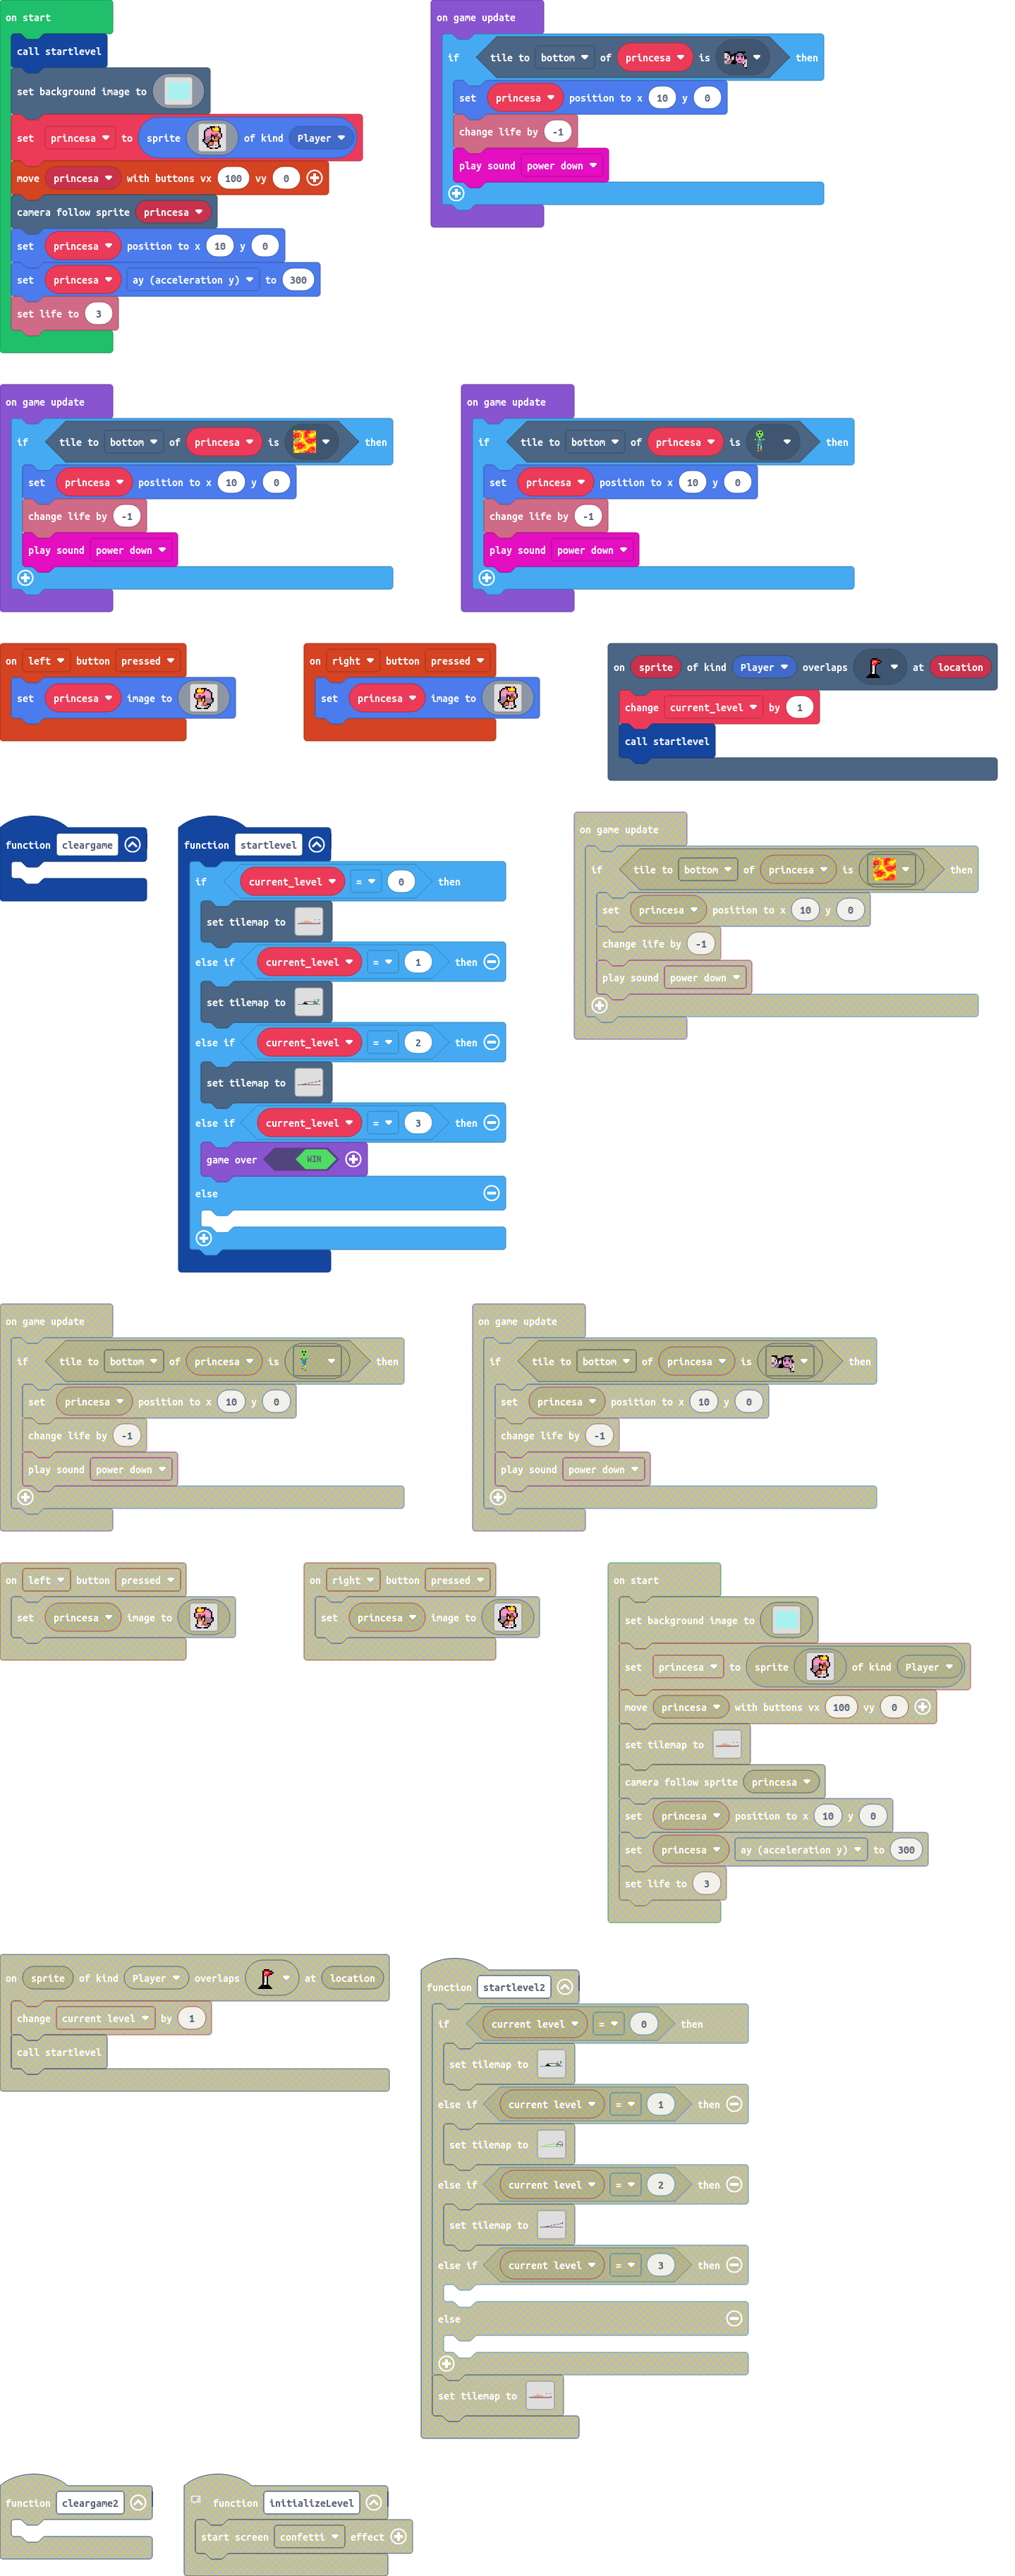 on start
call startlevel
set background image to
set princesa to sprite of kind Player
move princesa with buttons vx 100 vy 0
camera follow sprite princesa
set princesa position to x 10 y 0
set princesa ay (acceleration y) to 300
set life to 3
on game update
if tile to bottom of princesa is then
set princesa position to x 10 y 0
change life by -1
play sound power down
on game update
if tile to bottom of princesa is then
set princesa position to x 10 y 0
change life by -1
play sound power down
on game update
if tile to bottom of princesa is then
set princesa position to x 10 y 0
change life by -1
play sound power down
on left button pressed
set princesa image to
on right button pressed
set princesa image to
on sprite of kind Player overlaps at location
change current_level by 1
call startlevel
function cleargame
function startlevel
if current_level = 0 then
set tilemap to
else if current_level = 1 then
set tilemap to
else if current_level = 2 then
set tilemap to
else if current_level = 3 then
game over WIN
else
on game update
if tile to bottom of princesa is then
set princesa position to x 10 y 0
change life by -1
play sound power down
on game update
if tile to bottom of princesa is then
set princesa position to x 10 y 0
change life by -1
play sound power down
on game update
if tile to bottom of princesa is then
set princesa position to x 10 y 0
change life by -1
play sound power down
on left button pressed
set princesa image to
on right button pressed
set princesa image to
on start
set background image to
set princesa to sprite of kind Player
move princesa with buttons vx 100 vy 0
set tilemap to
camera follow sprite princesa
set princesa position to x 10 y 0
set princesa ay (acceleration y) to 300
set life to 3
on sprite of kind Player overlaps at location
change current level by 1
call startlevel
function startlevel2
if current level = 0 then
set tilemap to
else if current level = 1 then
set tilemap to
else if current level = 2 then
set tilemap to
else if current level = 3 then
else
set tilemap to
function cleargame2
function initializeLevel
start screen confetti effect